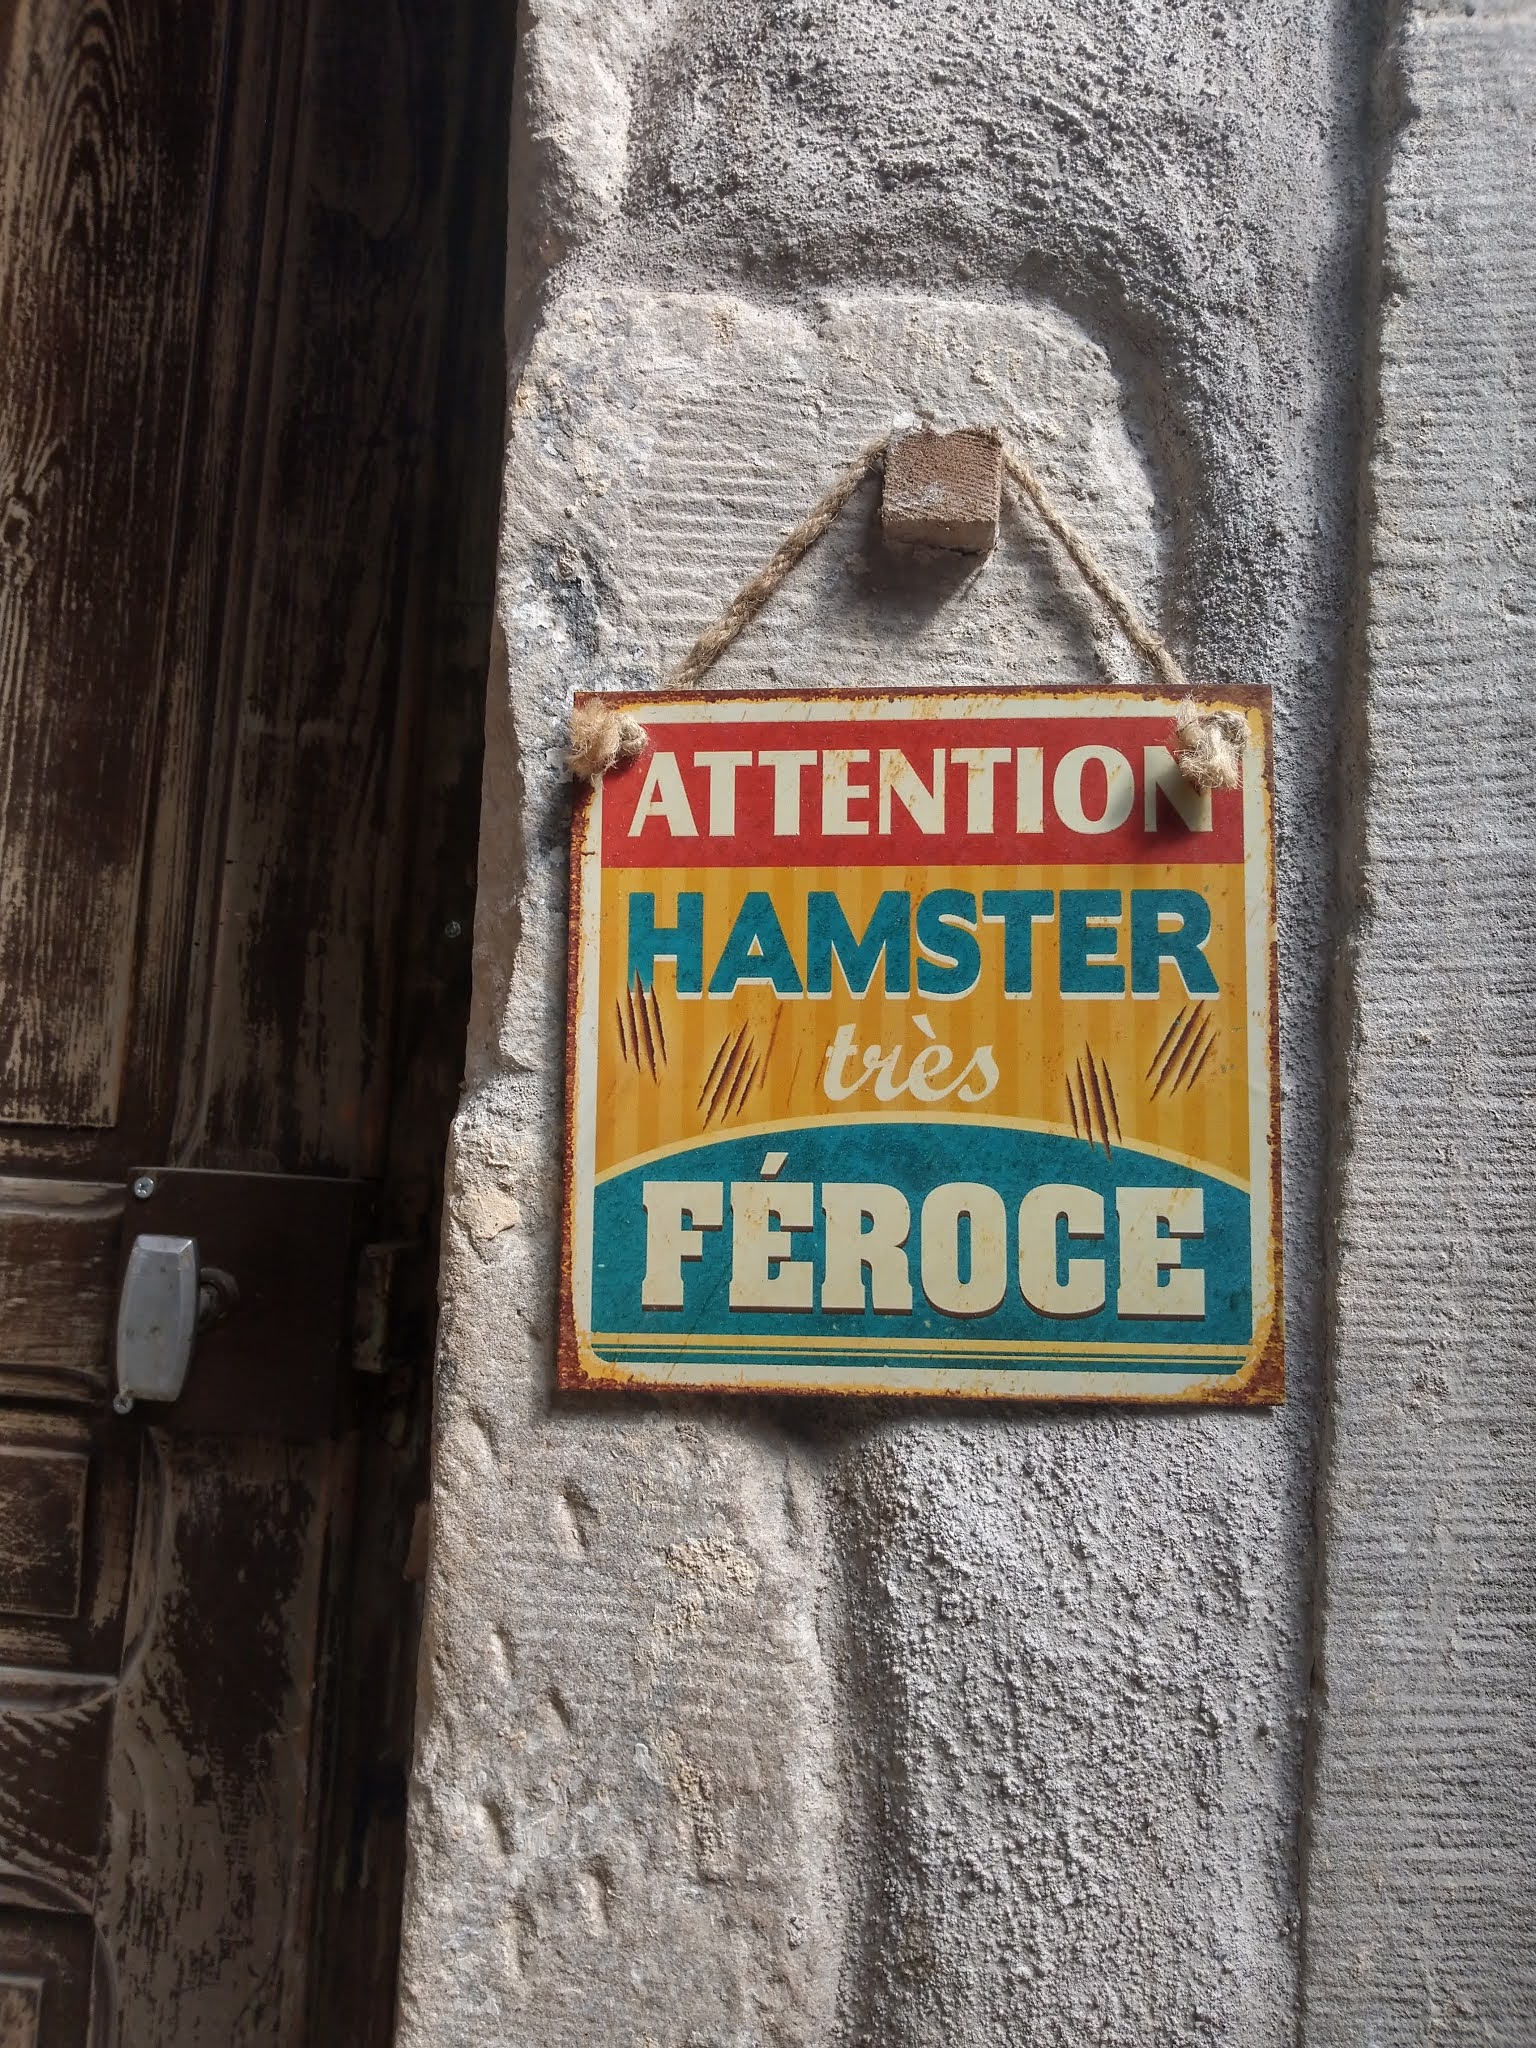 ATTENTION
HAMSTER
très
FÉROCE